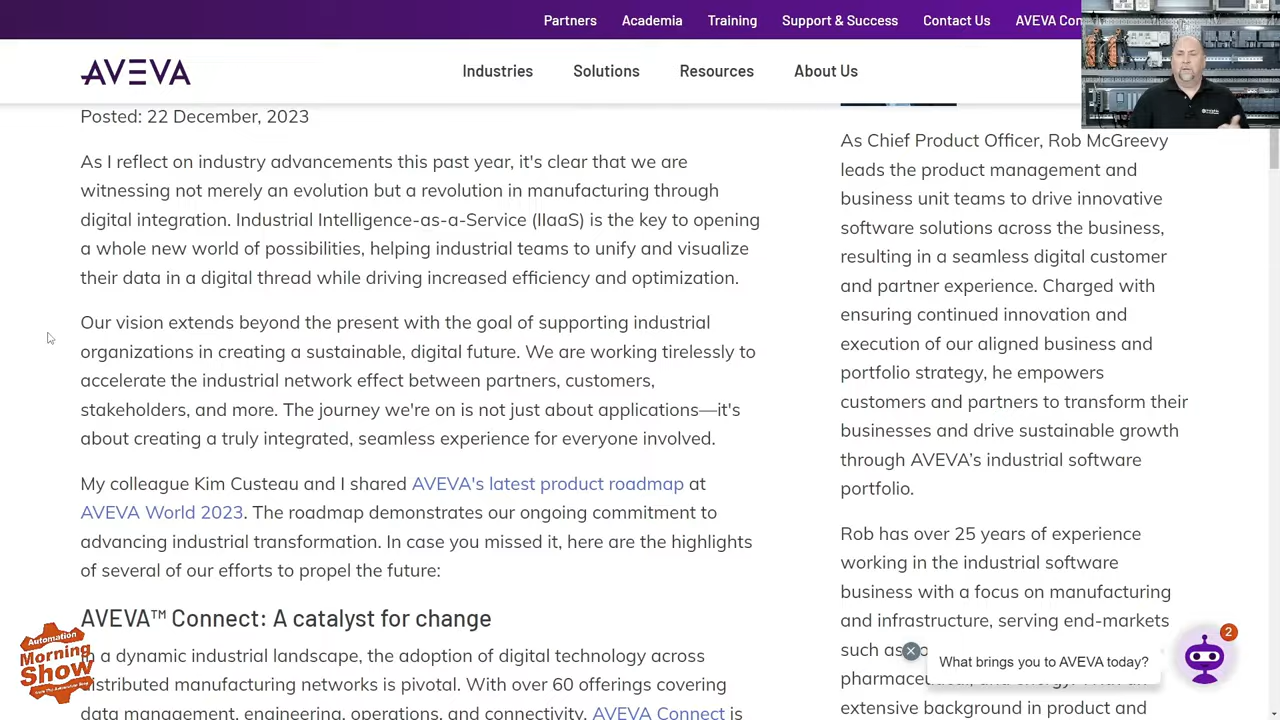 Partners Academia Training Support & Success Contact Us AVEVA Con
AVEVA
Industries Solutions Resources About Us
Posted: 22 December, 2023
As I reflect on industry advancements this past year, it's clear that we are
witnessing not merely an evolution but a revolution in manufacturing through
digital integration. Industrial Intelligence-as-a-Service (IIaaS) is the key to opening
a whole new world of possibilities, helping industrial teams to unify and visualize
their data in a digital thread while driving increased efficiency and optimization.
Our vision extends beyond the present with the goal of supporting industrial
organizations in creating a sustainable, digital future. We are working tirelessly to
accelerate the industrial network effect between partners, customers,
stakeholders, and more. The journey we're on is not just about applications—it's
about creating a truly integrated, seamless experience for everyone involved.
My colleague Kim Custeau and I shared AVEVA's latest product roadmap at
AVEVA World 2023. The roadmap demonstrates our ongoing commitment to
advancing industrial transformation. In case you missed it, here are the highlights
of several of our efforts to propel the future:
AVEVA™ Connect: A catalyst for change
In a dynamic industrial landscape, the adoption of digital technology across
distributed manufacturing networks is pivotal. With over 60 offerings covering
data management, engineering, operations, and connectivity, AVEVA Connect is
As Chief Product Officer, Rob McGreevy
leads the product management and
business unit teams to drive innovative
software solutions across the business,
resulting in a seamless digital customer
and partner experience. Charged with
ensuring continued innovation and
execution of our aligned business and
portfolio strategy, he empowers
customers and partners to transform their
businesses and drive sustainable growth
through AVEVA's industrial software
portfolio.
Rob has over 25 years of experience
working in the industrial software
business with a focus on manufacturing
and infrastructure, serving end-markets
such as
extensive background in product and
What brings you to AVEVA today?
2
Automation
Morning
Show